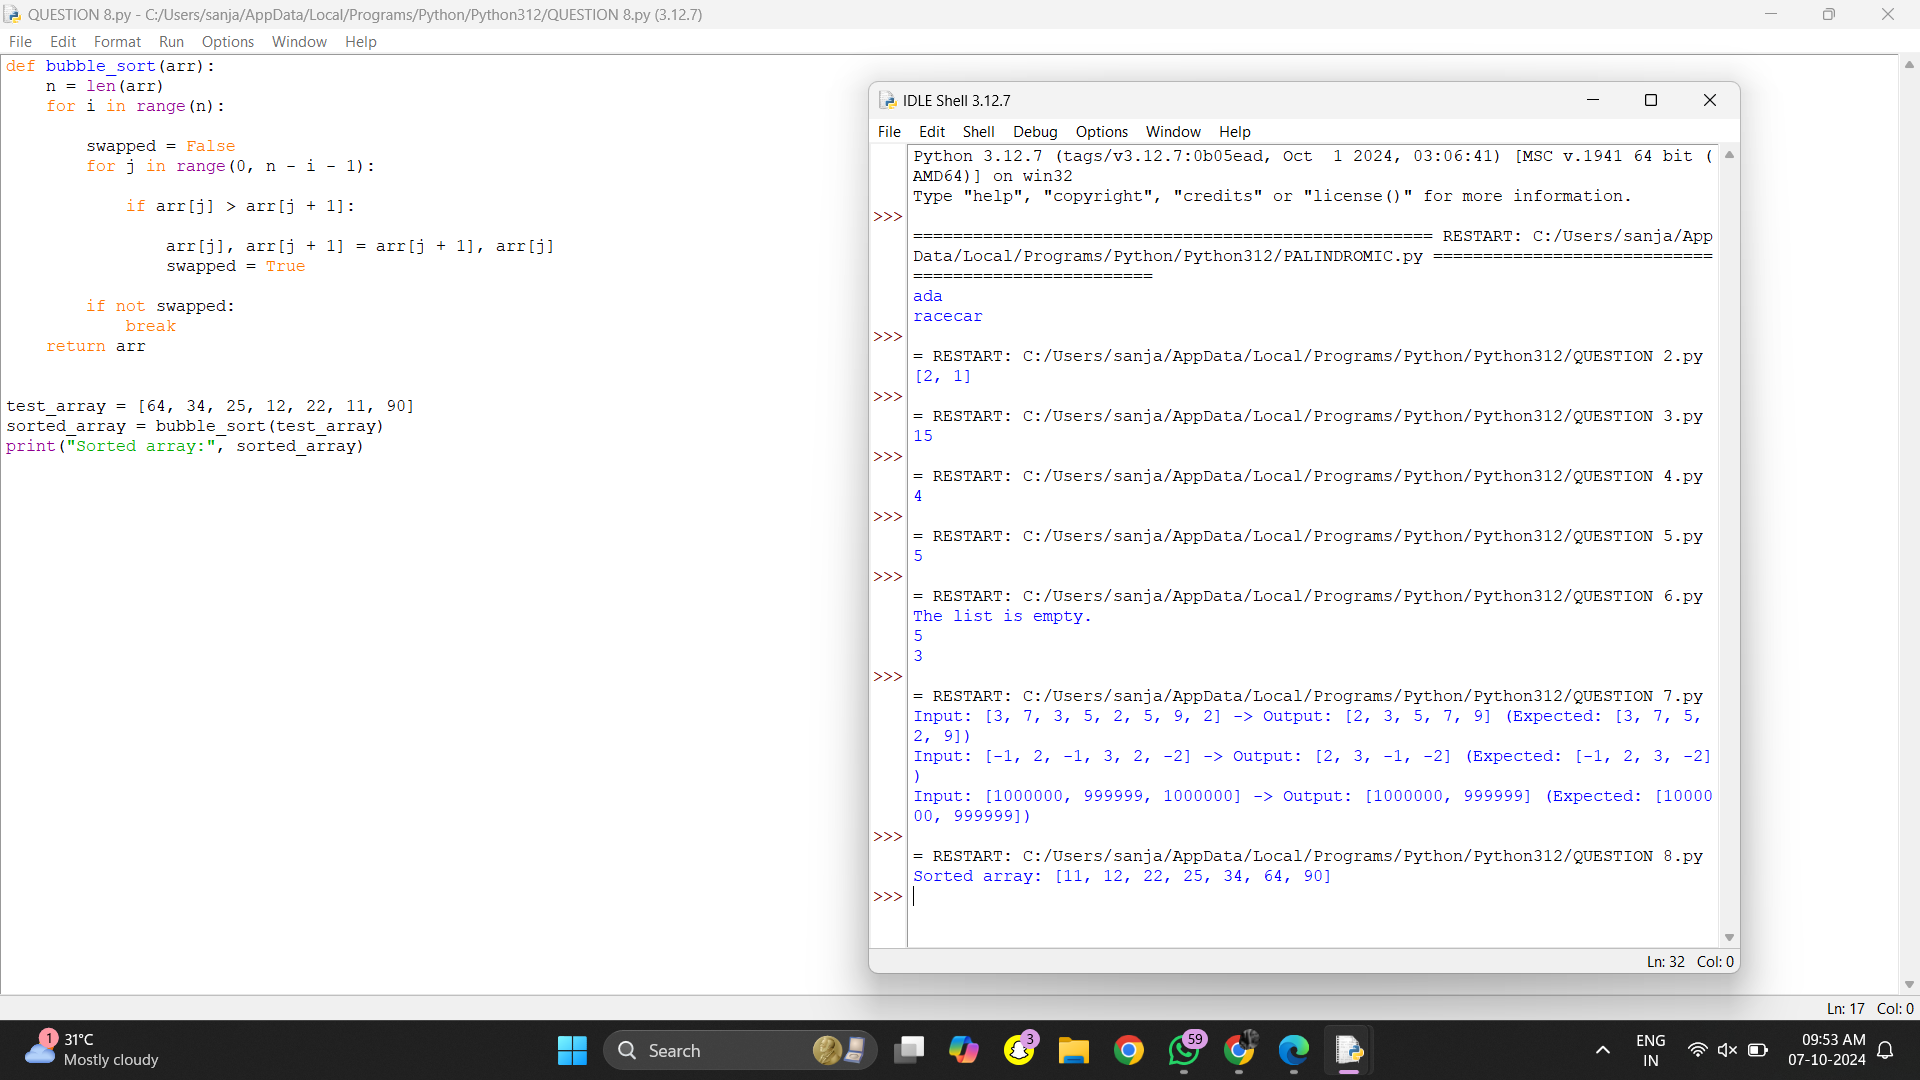 QUESTION 8.py - C:/Users/sanja/AppData/Local/Programs/Python/Python312/QUESTION 8.py (3.12.7)
File Edit Format Run Options Window Help
def bubble_sort(arr):
    n = len(arr)
    for i in range(n):
        swapped = False
        for j in range(0, n - i - 1):
            if arr[j] > arr[j + 1]:
                arr[j], arr[j + 1] = arr[j + 1], arr[j]
                swapped = True
        if not swapped:
            break
    return arr
test_array = [64, 34, 25, 12, 22, 11, 90]
sorted_array = bubble_sort(test_array)
print("Sorted array:", sorted_array)
IDLE Shell 3.12.7
File Edit Shell Debug Options Window Help
Python 3.12.7 (tags/v3.12.7:0b05ead, Oct  1 2024, 03:06:41) [MSC v.1941 64 bit (
AMD64)] on win32
Type "help", "copyright", "credits" or "license()" for more information.
>>>
==================================================== RESTART: C:/Users/sanja/App
Data/Local/Programs/Python/Python312/PALINDROMIC.py ============================
========================
ada
racecar
>>>
= RESTART: C:/Users/sanja/AppData/Local/Programs/Python/Python312/QUESTION 2.py
[2, 1]
>>>
= RESTART: C:/Users/sanja/AppData/Local/Programs/Python/Python312/QUESTION 3.py
15
>>>
= RESTART: C:/Users/sanja/AppData/Local/Programs/Python/Python312/QUESTION 4.py
4
>>>
= RESTART: C:/Users/sanja/AppData/Local/Programs/Python/Python312/QUESTION 5.py
5
>>>
= RESTART: C:/Users/sanja/AppData/Local/Programs/Python/Python312/QUESTION 6.py
The list is empty.
5
3
>>>
= RESTART: C:/Users/sanja/AppData/Local/Programs/Python/Python312/QUESTION 7.py
Input: [3, 7, 3, 5, 2, 5, 9, 2] -> Output: [2, 3, 5, 7, 9] (Expected: [3, 7, 5,
2, 9])
Input: [-1, 2, -1, 3, 2, -2] -> Output: [2, 3, -1, -2] (Expected: [-1, 2, 3, -2]
)
Input: [1000000, 999999, 1000000] -> Output: [1000000, 999999] (Expected: [10000
00, 999999])
>>>
= RESTART: C:/Users/sanja/AppData/Local/Programs/Python/Python312/QUESTION 8.py
Sorted array: [11, 12, 22, 25, 34, 64, 90]
>>>
Ln: 32 Col: 0
Ln: 17 Col: 0
1
31°C
Mostly cloudy
Search
3
59
ENG
IN
09:53 AM
07-10-2024